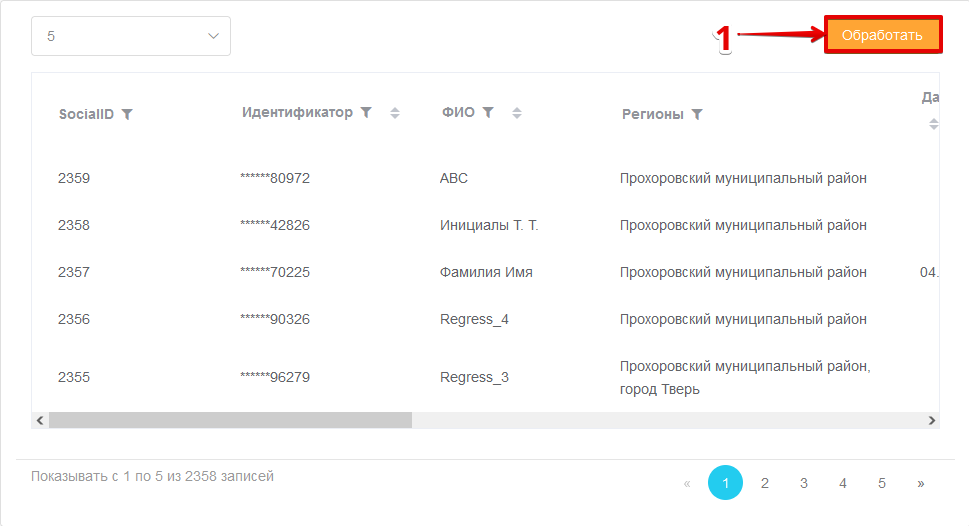 5
1
Обработать
SocialID Идентификатор ФИО Регионы Да
2359 ******80972 ABC Прохоровский муниципальный район
2358 ******42826 Инициалы Т. Т. Прохоровский муниципальный район
2357 ******70225 Фамилия Имя Прохоровский муниципальный район 04.
2356 ******90326 Regress_4 Прохоровский муниципальный район
2355 ******96279 Regress_3 Прохоровский муниципальный район,
город Тверь
Показывать с 1 по 5 из 2358 записей
« 1 2 3 4 5 »